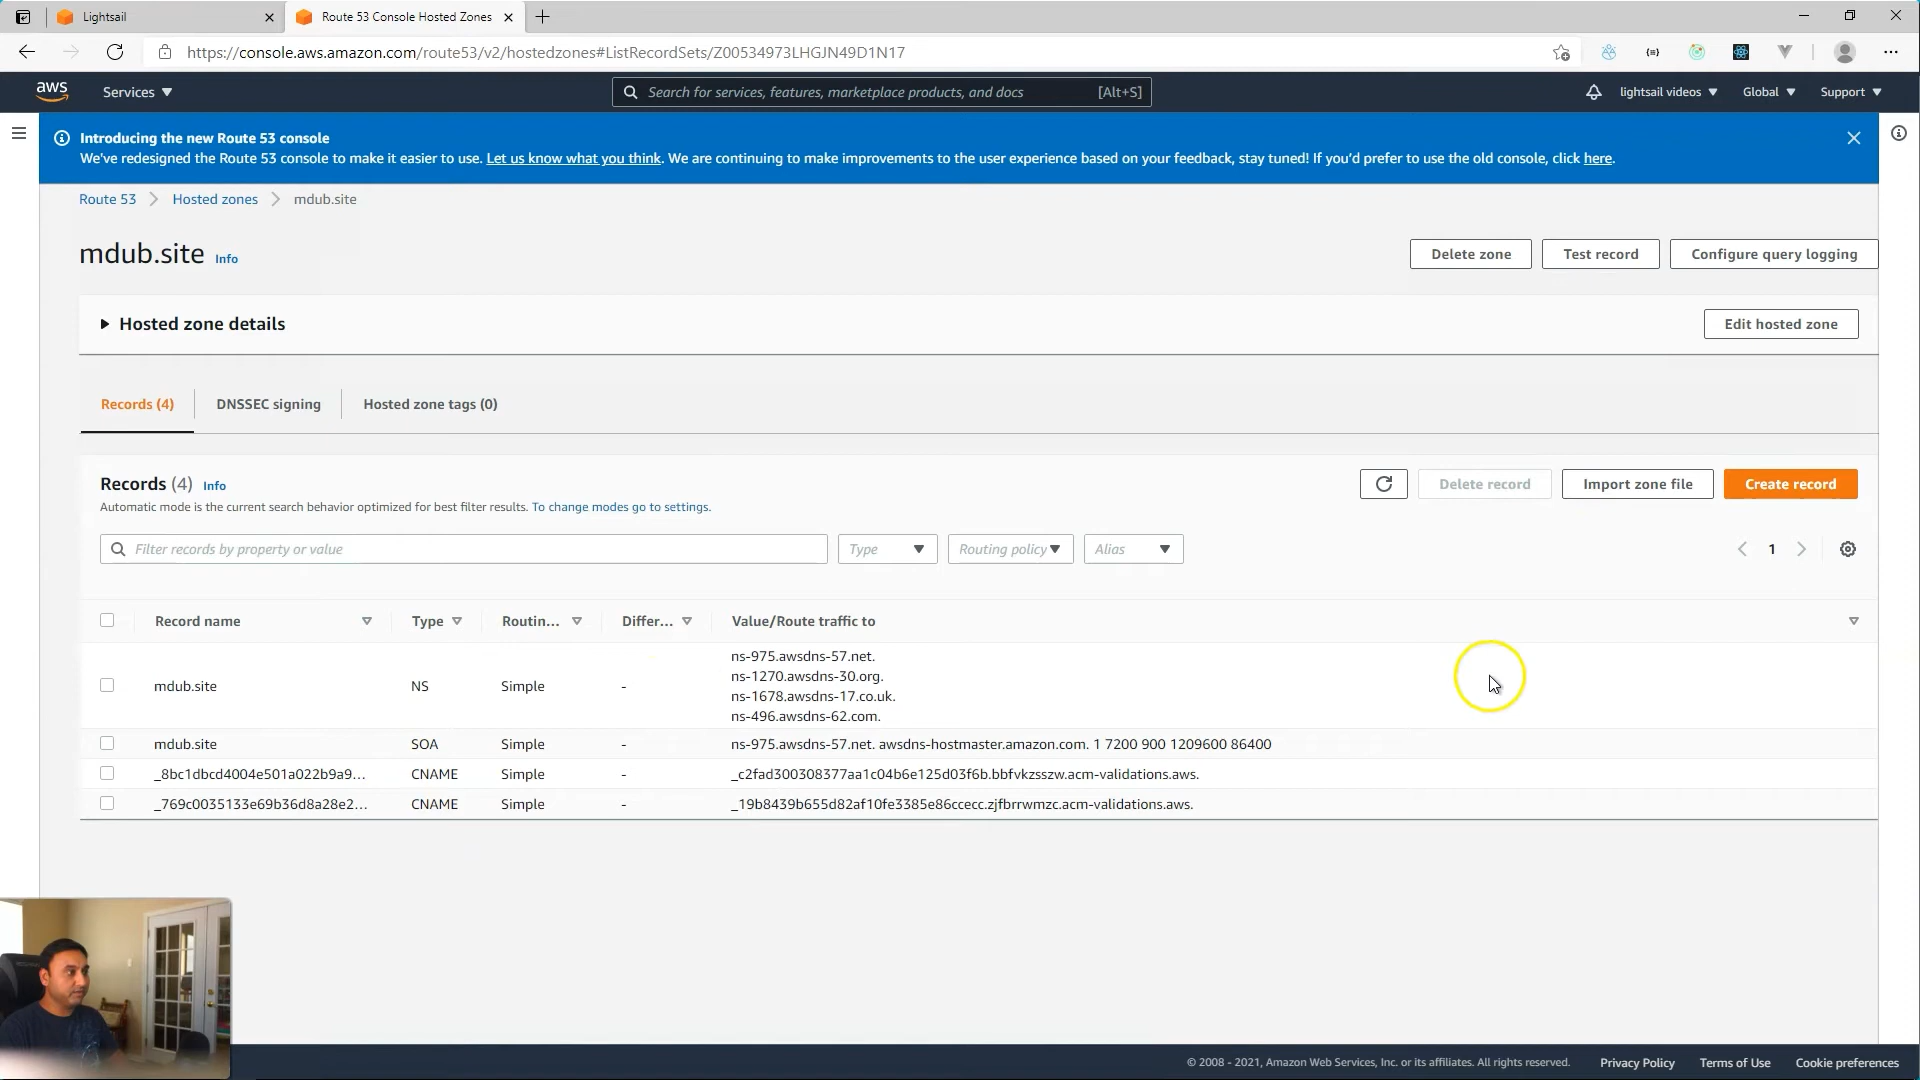 Lightsail
Route 53 Console Hosted Zones
https://console.aws.amazon.com/route53/v2/hostedzones#ListRecordSets/Z00534973LHGJN49D1N17
aws
Services
Search for services, features, marketplace products, and docs
[Alt+S]
lightsail videos
Global
Support
Introducing the new Route 53 console
We've redesigned the Route 53 console to make it easier to use. Let us know what you think. We are continuing to make improvements to the user experience based on your feedback, stay tuned! If you'd prefer to use the old console, click here.
Route 53
Hosted zones
mdub.site
mdub.site
Info
Delete zone
Test record
Configure query logging
Hosted zone details
Edit hosted zone
Records (4)
DNSSEC signing
Hosted zone tags (0)
Records (4)
Info
Automatic mode is the current search behavior optimized for best filter results. To change modes go to settings.
Delete record
Import zone file
Create record
Filter records by property or value
Type
Routing policy
Alias
1
Record name
Type
Routin...
Differ...
Value/Route traffic to
mdub.site
NS
Simple
-
ns-975.awsdns-57.net.
ns-1270.awsdns-30.org.
ns-1678.awsdns-17.co.uk.
ns-496.awsdns-62.com.
mdub.site
SOA
Simple
-
ns-975.awsdns-57.net. awsdns-hostmaster.amazon.com. 1 7200 900 1209600 86400
_8bc1dbcd4004e501a022b9a9...
CNAME
Simple
-
_c2fad300308377aa1c04b6e125d03f6b.bbfvkzsszw.acm-validations.aws.
_769c0035133e69b36d8a28e2...
CNAME
Simple
-
_19b8439b655d82af10fe3385e86ccecc.zjfbrrwmzc.acm-validations.aws.
© 2008 - 2021, Amazon Web Services, Inc. or its affiliates. All rights reserved.
Privacy Policy
Terms of Use
Cookie preferences